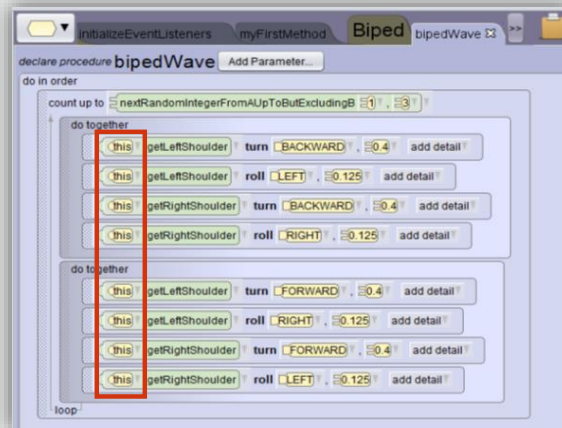 initializeEventListeners myFirstMethod Biped bipedWave >>
declare procedure bipedWave Add Parameter...
do in order
count up to nextRandomIntegerFromAUpToButExcludingB 1 , 3
do together
this getLeftShoulder turn BACKWARD , 0.4 add detail
this getLeftShoulder roll LEFT , 0.125 add detail
this getRightShoulder turn BACKWARD , 0.4 add detail
this getRightShoulder roll RIGHT , 0.125 add detail
do together
this getLeftShoulder turn FORWARD , 0.4 add detail
this getLeftShoulder roll RIGHT , 0.125 add detail
this getRightShoulder turn FORWARD , 0.4 add detail
this getRightShoulder roll LEFT , 0.125 add detail
loop